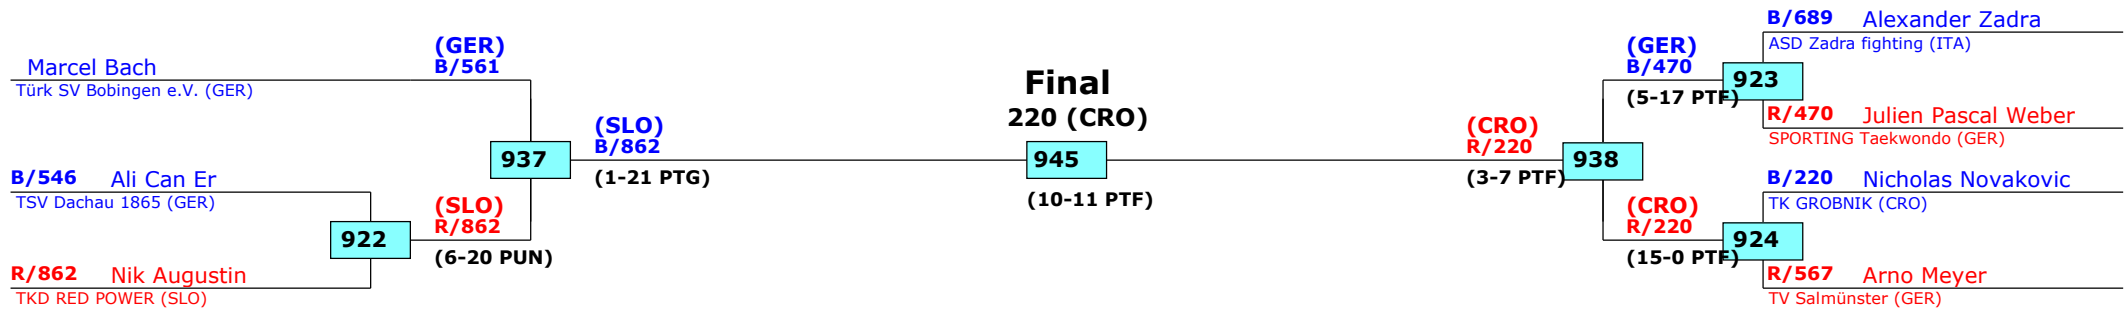 Marcel Bach
Türk SV Bobingen e.V. (GER)
(GER)
B/561
B/546 Ali Can Er
TSV Dachau 1865 (GER)
922
R/862 Nik Augustin
TKD RED POWER (SLO)
(SLO)
R/862
(6-20 PUN)
937
(SLO)
B/862
(1-21 PTG)
Final
220 (CRO)
945
(10-11 PTF)
(CRO)
R/220
(3-7 PTF)
938
(GER)
B/470
(5-17 PTF)
923
B/689 Alexander Zadra
ASD Zadra fighting (ITA)
R/470 Julien Pascal Weber
SPORTING Taekwondo (GER)
(CRO)
R/220
(15-0 PTF)
924
B/220 Nicholas Novakovic
TK GROBNIK (CRO)
R/567 Arno Meyer
TV Salmünster (GER)